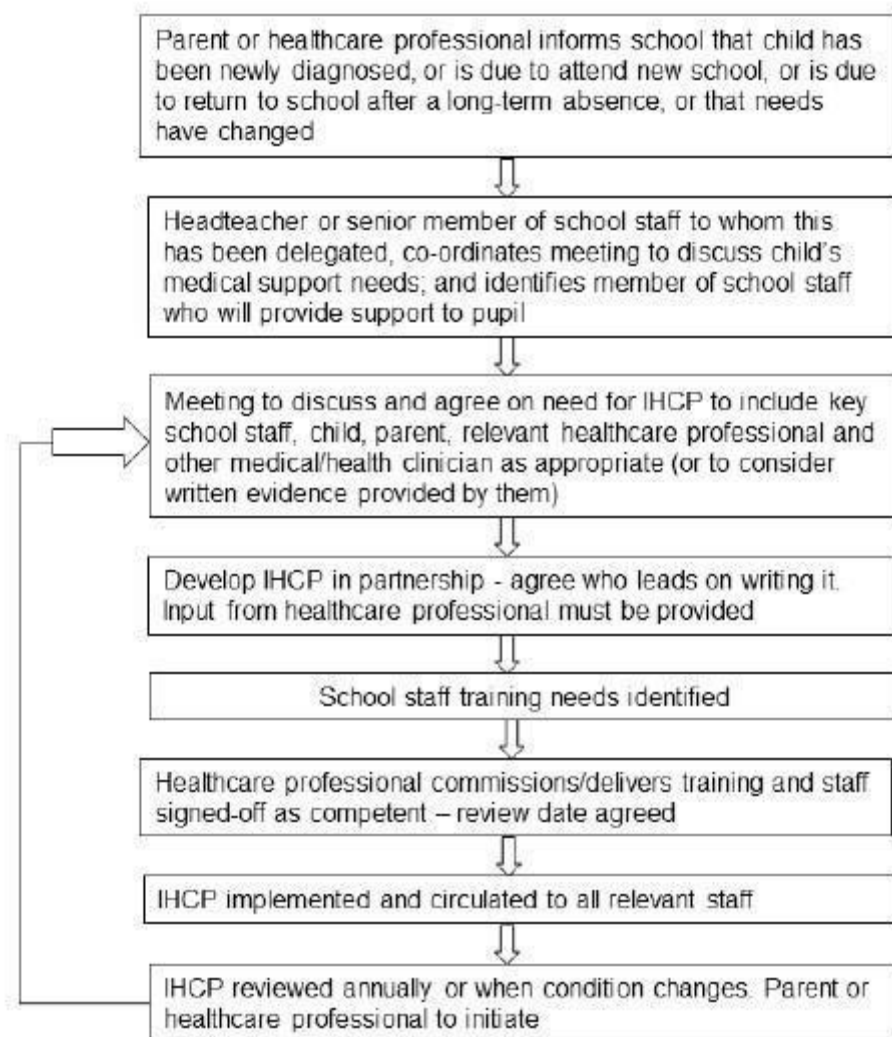 Parent or healthcare professional informs school that child has
been newly diagnosed, or is due to attend new school, or is due
to return to school after a long-term absence, or that needs
have changed
Headteacher or senior member of school staff to whom this
has been delegated, co-ordinates meeting to discuss child's
medical support needs; and identifies member of school staff
who will provide support to pupil
Meeting to discuss and agree on need for IHCP to include key
school staff, child, parent, relevant healthcare professional and
other medical/health clinician as appropriate (or to consider
written evidence provided by them)
Develop IHCP in partnership - agree who leads on writing it.
Input from healthcare professional must be provided
School staff training needs identified
Healthcare professional commissions/delivers training and staff
signed-off as competent – review date agreed
IHCP implemented and circulated to all relevant staff
IHCP reviewed annually or when condition changes. Parent or
healthcare professional to initiate